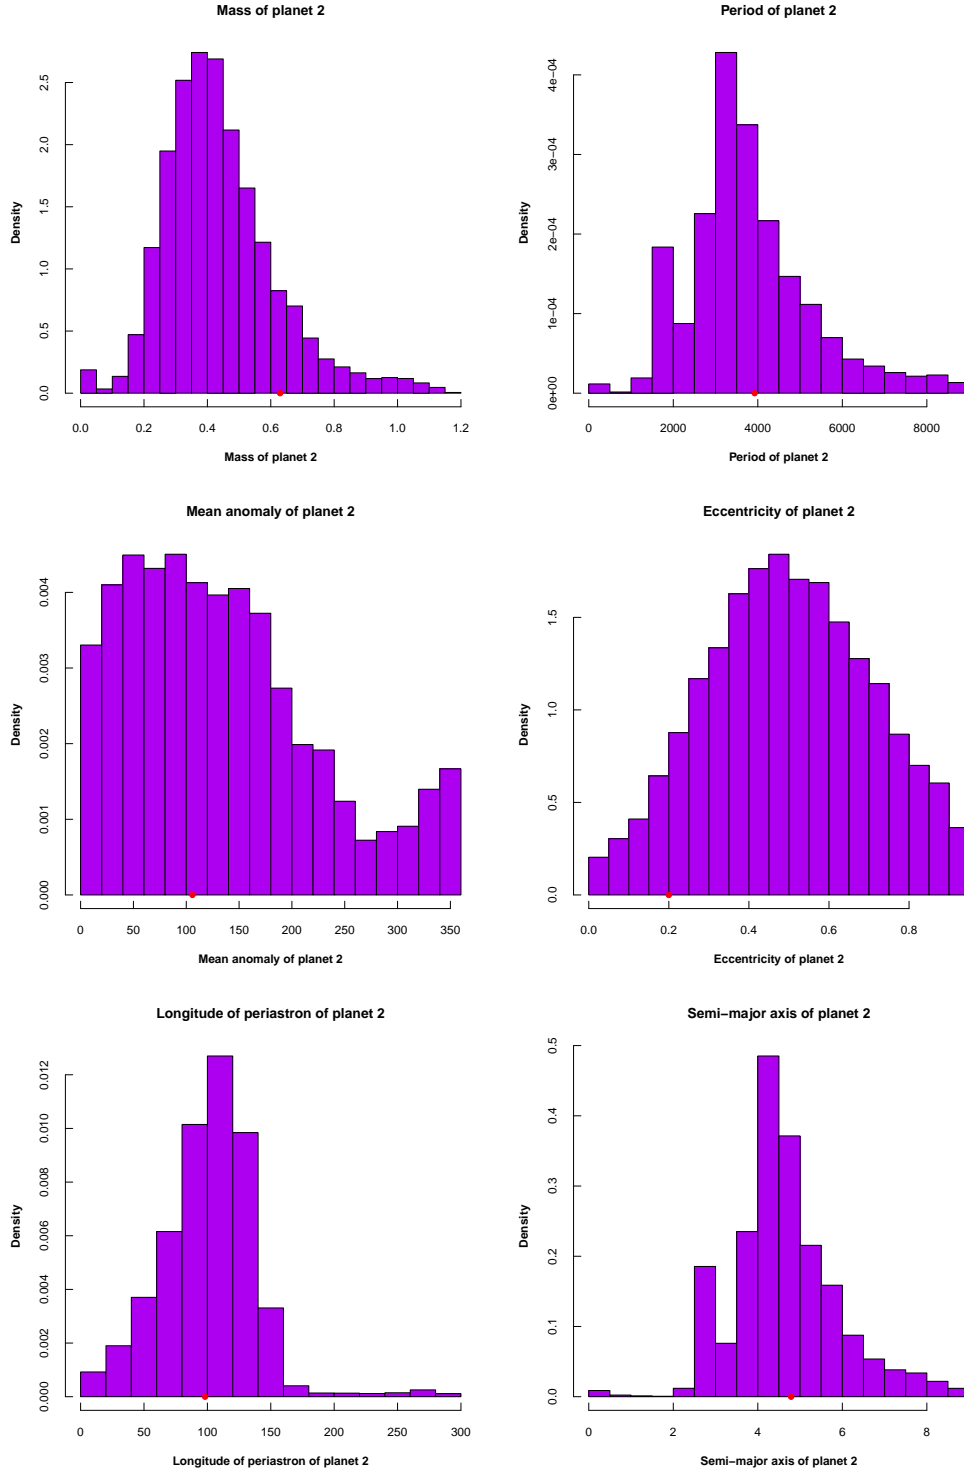 Mass of planet 2
Density
0.0 0.5 1.0 1.5 2.0 2.5
0.0 0.2 0.4 0.6 0.8 1.0 1.2
Mass of planet 2
Period of planet 2
Density
0e+00 1e−04 2e−04 3e−04 4e−04
0 2000 4000 6000 8000
Period of planet 2
Mean anomaly of planet 2
Density
0.000 0.001 0.002 0.003 0.004
0 50 100 150 200 250 300 350
Mean anomaly of planet 2
Eccentricity of planet 2
Density
0.0 0.5 1.0 1.5
0.0 0.2 0.4 0.6 0.8
Eccentricity of planet 2
Longitude of periastron of planet 2
Density
0.000 0.002 0.004 0.006 0.008 0.010 0.012
0 50 100 150 200 250 300
Longitude of periastron of planet 2
Semi−major axis of planet 2
Density
0.0 0.1 0.2 0.3 0.4 0.5
0 2 4 6 8
Semi−major axis of planet 2